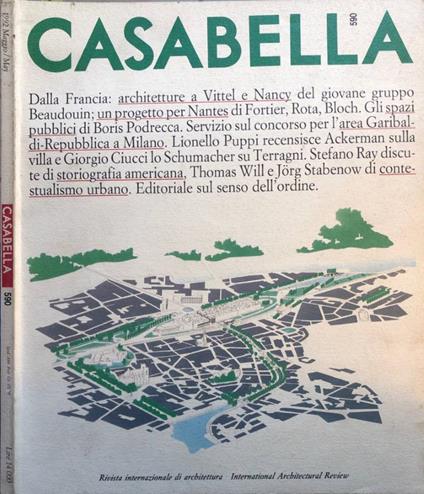 CASABELLA
590
Dalla Francia: architetture a Vittel e Nancy del giovane gruppo
Beaudouin; un progetto per Nantes di Fortier, Rota, Bloch. Gli spazi
pubblici di Boris Podrecca. Servizio sul concorso per l'area Garibal-
di-Repubblica a Milano. Lionello Puppi recensisce Ackerman sulla
villa e Giorgio Ciucci lo Schumacher su Terragni. Stefano Ray discu-
te di storiografia americana, Thomas Will e Jörg Stabenow di conte-
stualismo urbano. Editoriale sul senso dell'ordine.
Rivista internazionale di architettura · International Architectural Review
1992 Maggio / May
CASABELLA
590
Lire 14.000